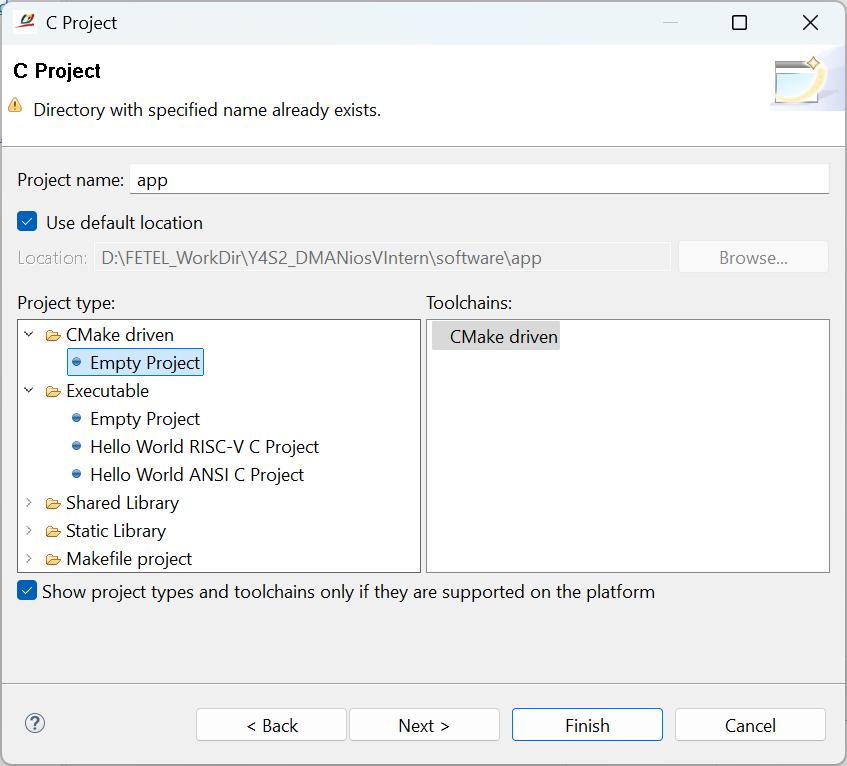 C Project
C Project
Directory with specified name already exists.
Project name: app
Use default location
Location: D:\FETEL_WorkDir\Y4S2_DMANiosVIntern\software\app Browse...
Project type: Toolchains:
CMake driven CMake driven
Empty Project
Executable
Empty Project
Hello World RISC-V C Project
Hello World ANSI C Project
Shared Library
Static Library
Makefile project
Show project types and toolchains only if they are supported on the platform
? < Back Next > Finish Cancel